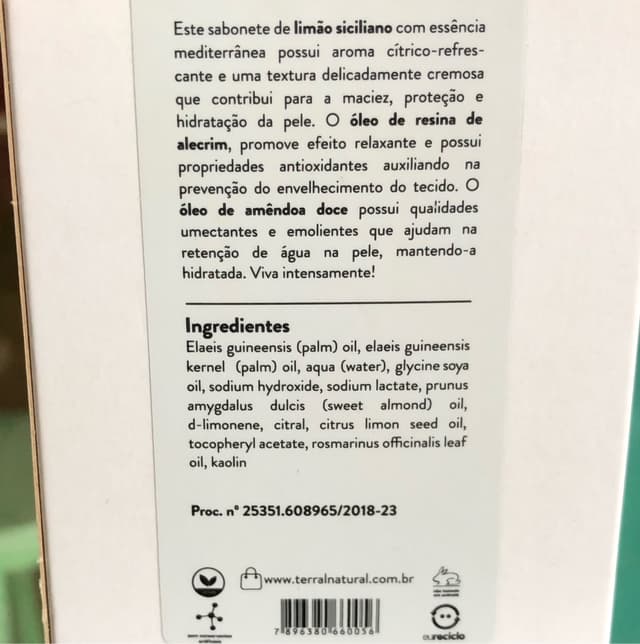 Este sabonete de limão siciliano com essência
mediterrânea possui aroma cítrico-refres-
cante e uma textura delicadamente cremosa
que contribui para a maciez, proteção e
hidratação da pele. O óleo de resina de
alecrim, promove efeito relaxante e possui
propriedades antioxidantes auxiliando na
prevenção do envelhecimento do tecido. O
óleo de amêndoa doce possui qualidades
umectantes e emolientes que ajudam na
retenção de água na pele, mantendo-a
hidratada. Viva intensamente!
Ingredientes
Elaeis guineensis (palm) oil, elaeis guineensis
kernel (palm) oil, aqua (water), glycine soya
oil, sodium hydroxide, sodium lactate, prunus
amygdalus dulcis (sweet almond) oil,
d-limonene, citral, citrus limon seed oil,
tocopheryl acetate, rosmarinus officinalis leaf
oil, kaolin
Proc. n° 25351.608965/2018-23
www.terralnatural.com.br
eureciclo
7 896380 660056